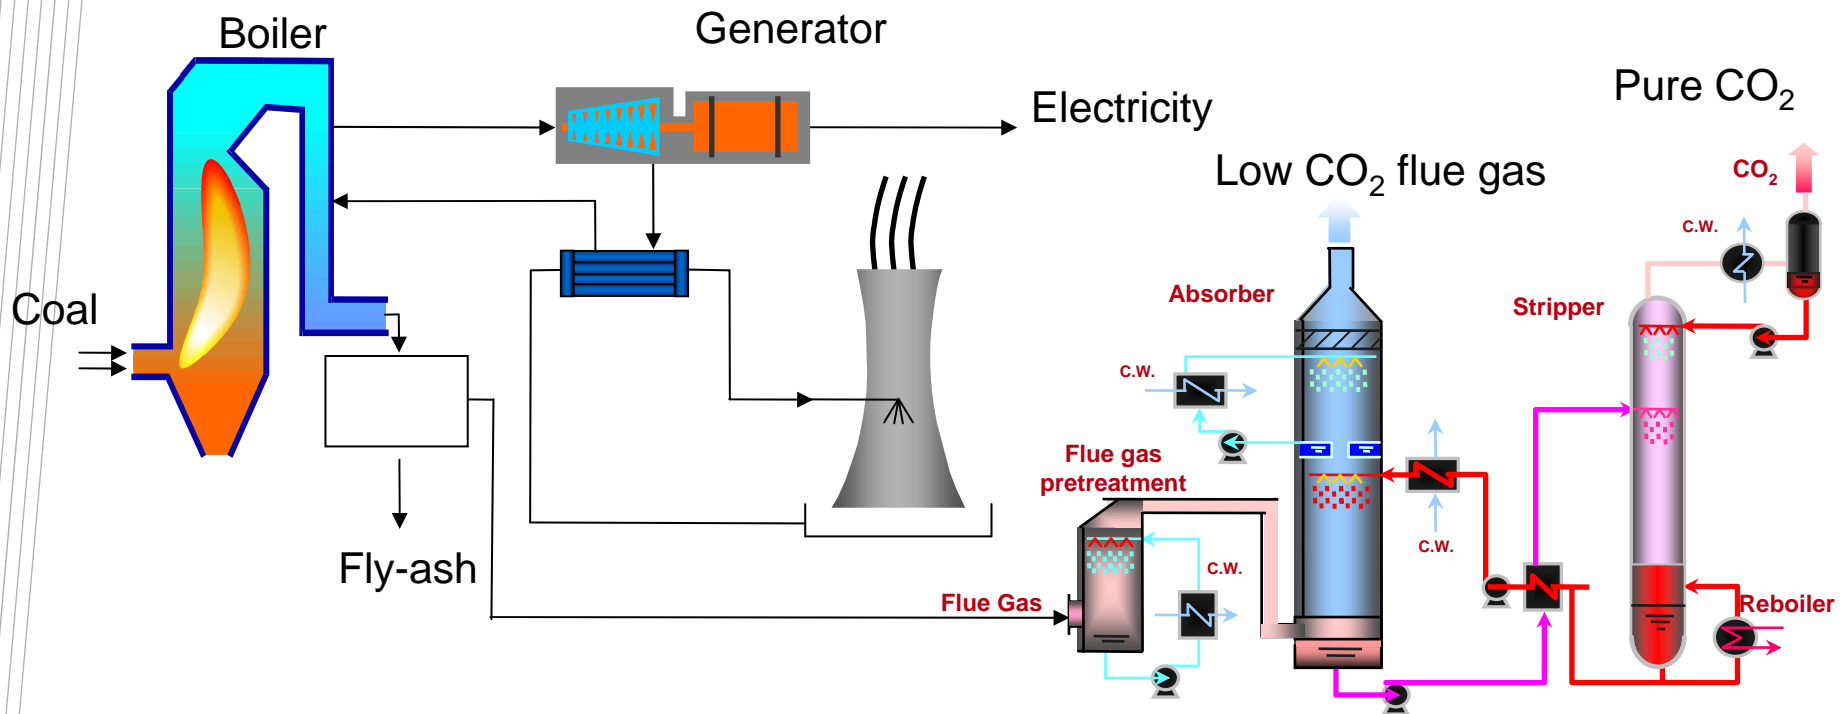 Boiler
Generator
Electricity
Pure CO₂
Low CO₂ flue gas
CO₂
C.W.
Coal
Absorber
Stripper
C.W.
Flue gas
pretreatment
C.W.
Fly-ash
C.W.
Flue Gas
Reboiler